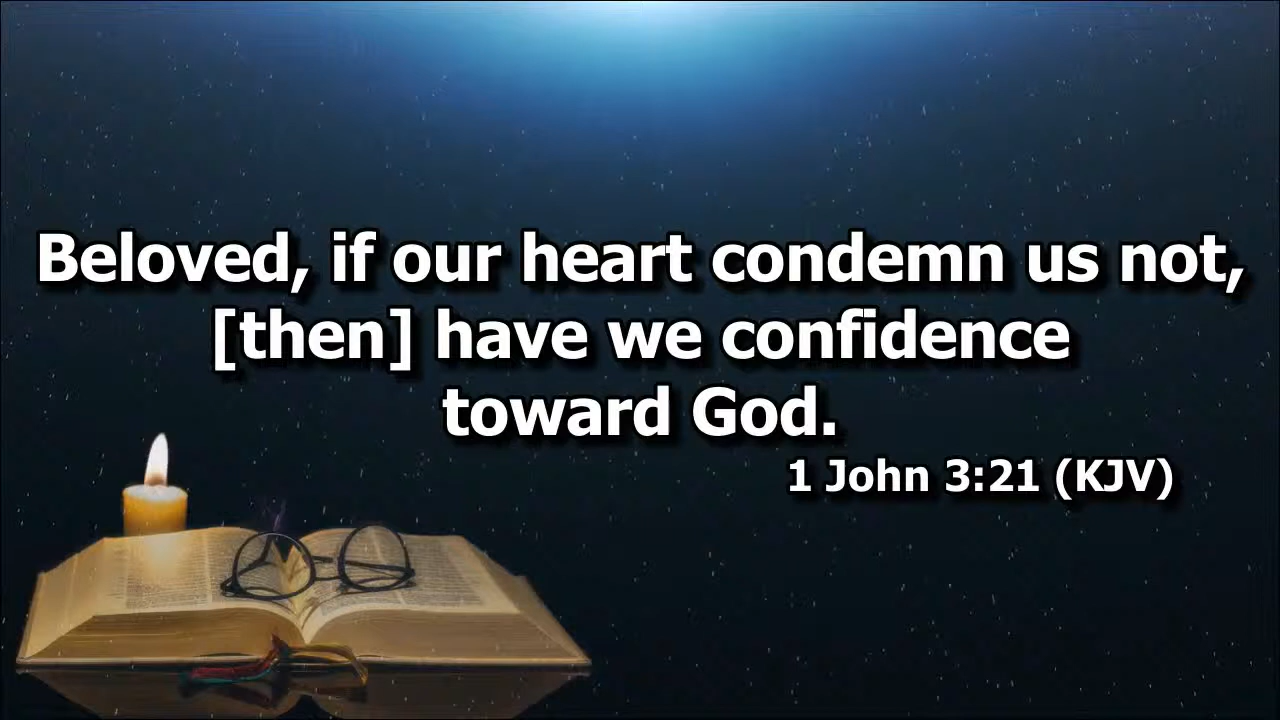 Beloved, if our heart condemn us not,
[then] have we confidence
toward God.
1 John 3:21 (KJV)